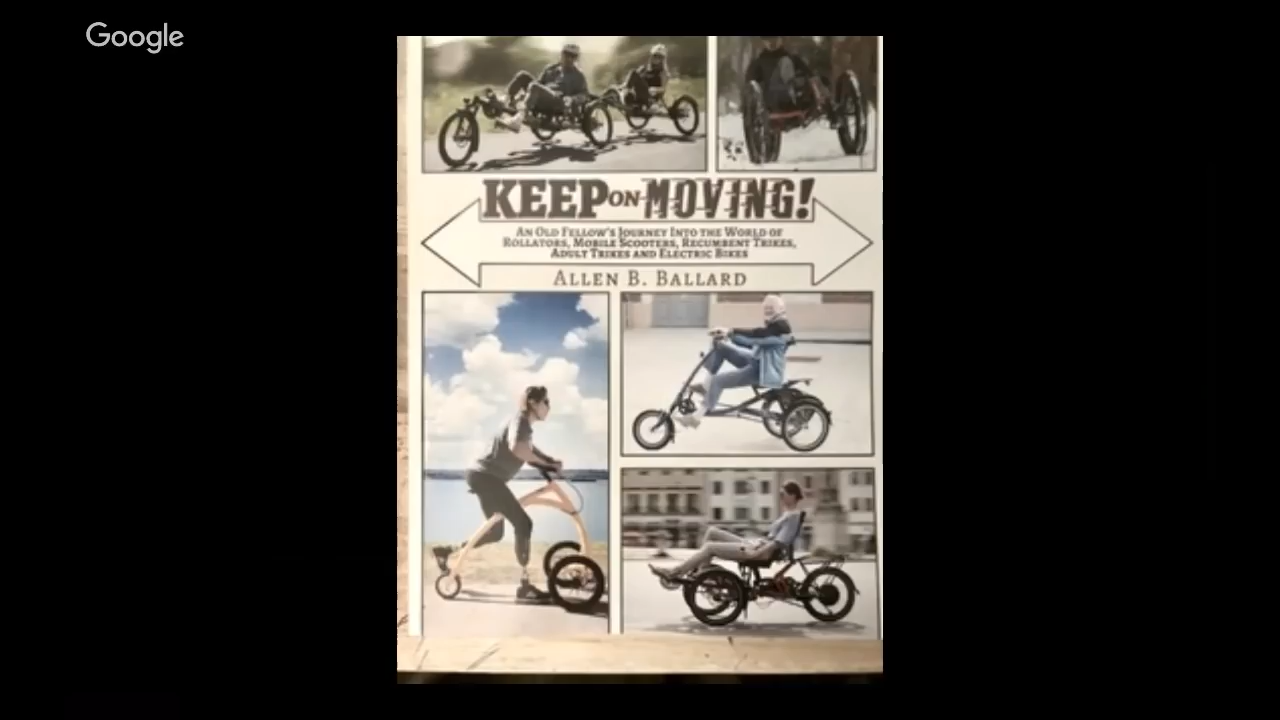 Google
KEEP ON MOVING!
AN OLD FELLOW'S JOURNEY INTO THE WORLD OF
ROLLATORS, MOBILE SCOOTERS, RECUMBENT TRIKES,
ADULT TRIKES AND ELECTRIC BIKES
ALLEN B. BALLARD